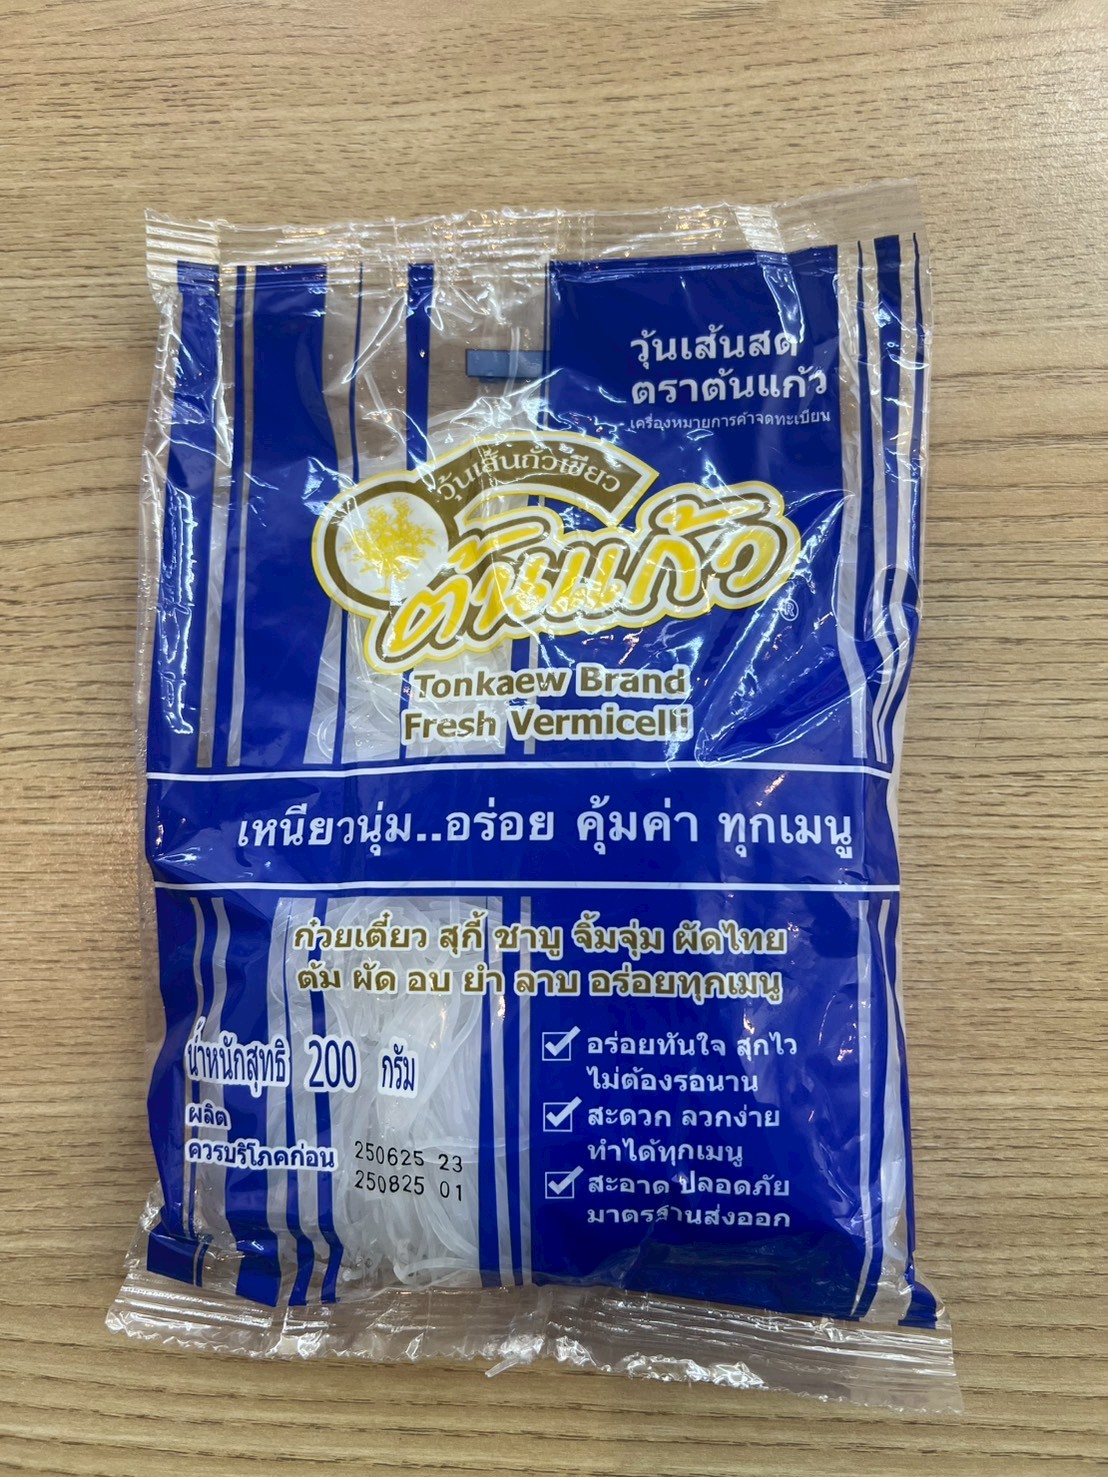 วุ้นเส้นสด
ตราต้นแก้ว
เครื่องหมายการค้าจดทะเบียน
วุ้นเส้นถั่วเขียว
ต้นแก้ว
®
Tonkaew Brand
Fresh Vermicelli
เหนียวนุ่ม..อร่อย คุ้มค่า ทุกเมนู
ก๋วยเตี๋ยว สุกี้ ชาบู จิ้มจุ่ม ผัดไทย
ต้ม ผัด อบ ยำ ลาบ อร่อยทุกเมนู
น้ำหนักสุทธิ 200 กรัม
ผลิต 250625 23
ควรบริโภคก่อน 250825 01
อร่อยทันใจ สุกไว
ไม่ต้องรอนาน
สะดวก ลวกง่าย
ทำได้ทุกเมนู
สะอาด ปลอดภัย
มาตรฐานส่งออก